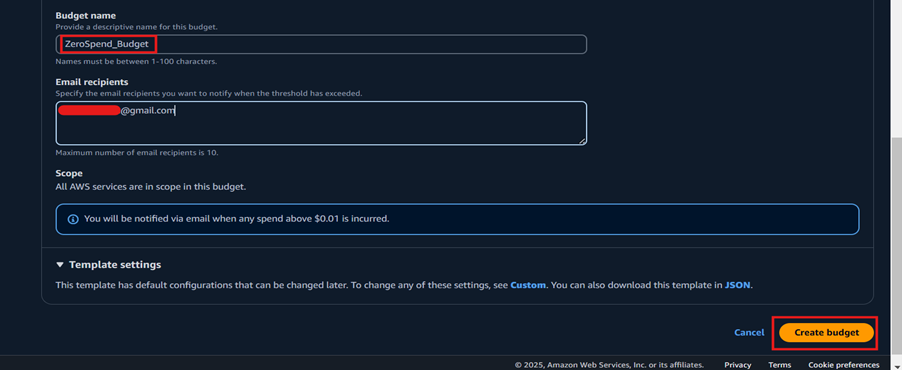 Budget name
Provide a descriptive name for this budget.
ZeroSpend_Budget
Names must be between 1-100 characters.
Email recipients
Specify the email recipients you want to notify when the threshold has exceeded.
@gmail.com
Maximum number of email recipients is 10.
Scope
All AWS services are in scope in this budget.
You will be notified via email when any spend above $0.01 is incurred.
Template settings
This template has default configurations that can be changed later. To change any of these settings, see Custom. You can also download this template in JSON.
Cancel Create budget
© 2025, Amazon Web Services, Inc. or its affiliates. Privacy Terms Cookie preferences